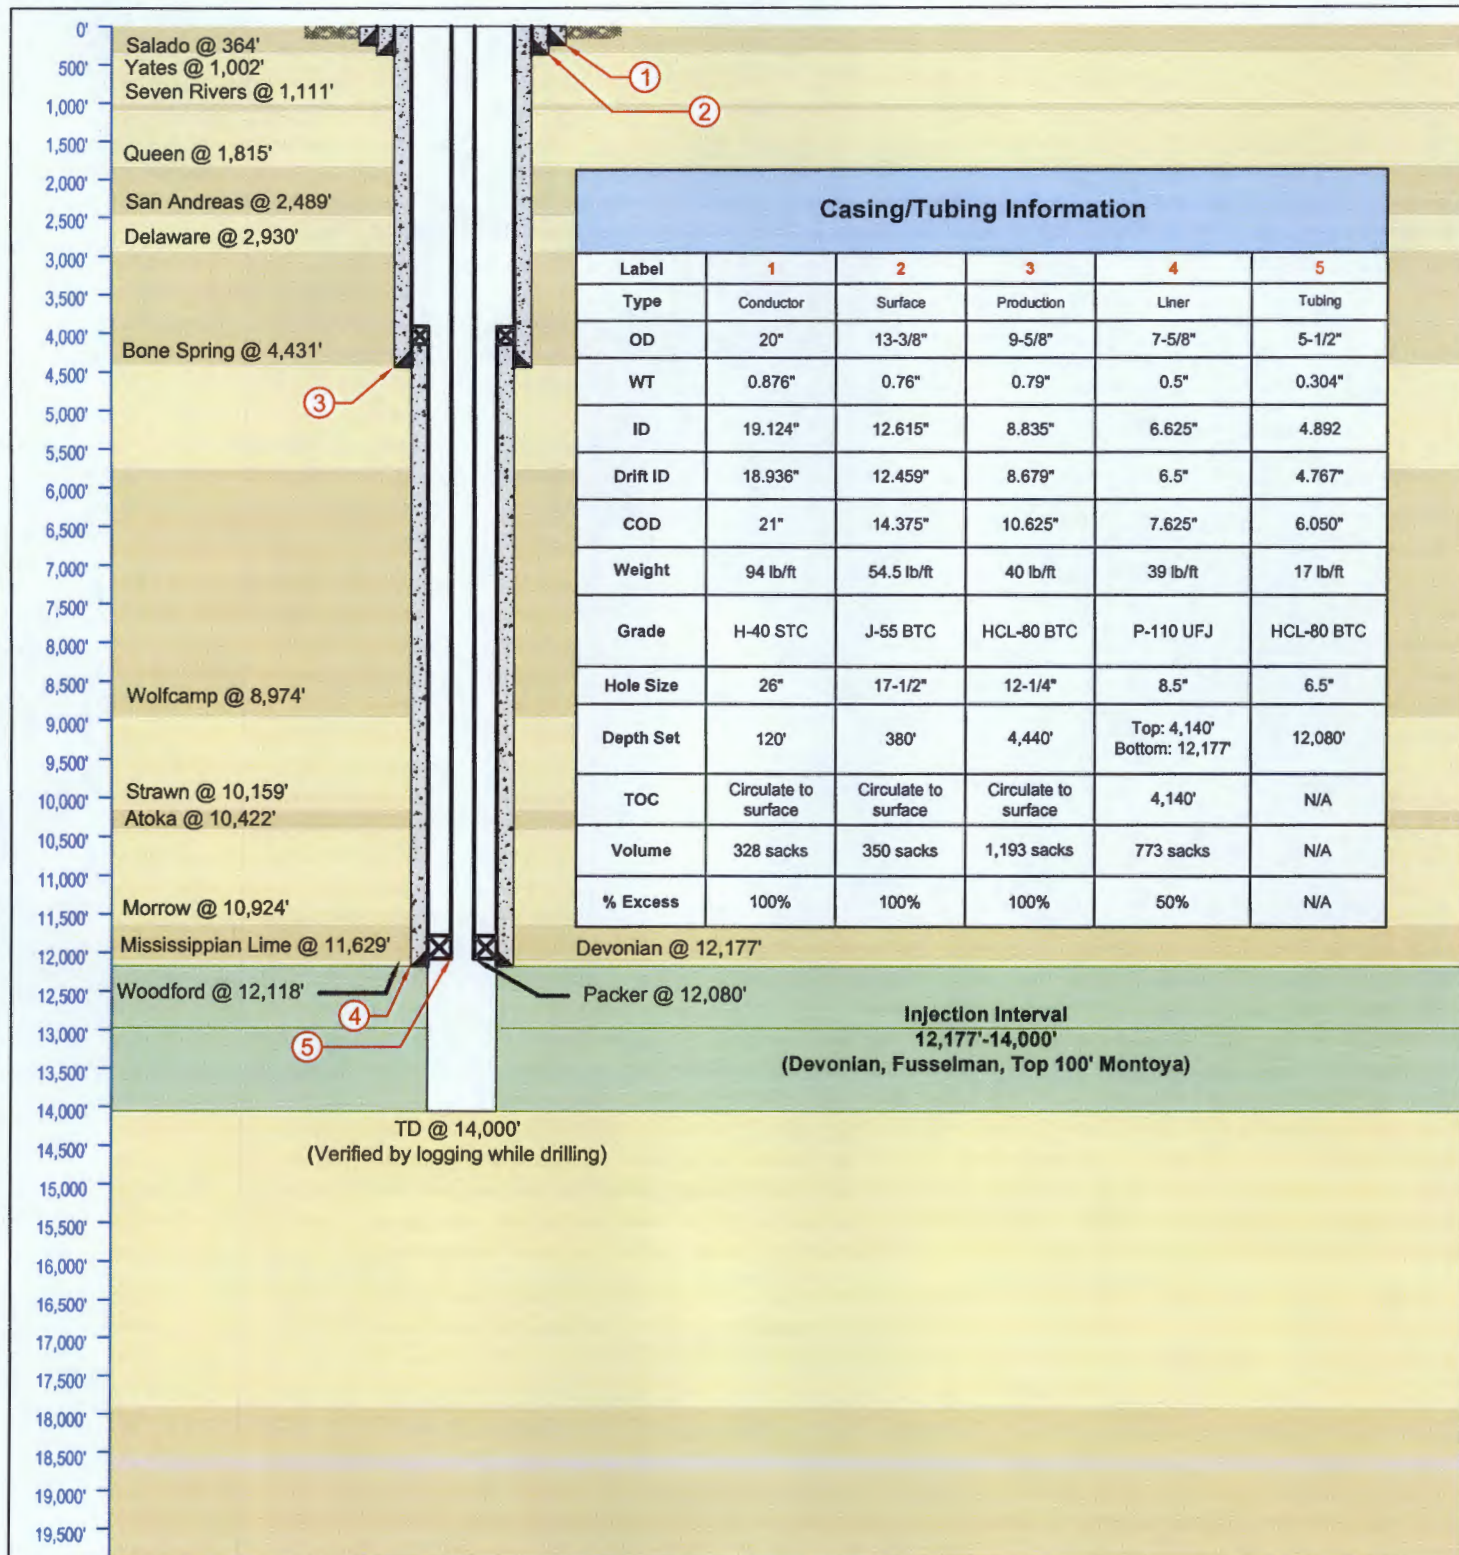 0'
500'
1,000'
1,500'
2,000'
2,500'
3,000'
3,500'
4,000'
4,500'
5,000'
5,500'
6,000'
6,500'
7,000'
7,500'
8,000'
8,500'
9,000'
9,500'
10,000'
10,500'
11,000'
11,500'
12,000'
12,500'
13,000'
13,500'
14,000'
14,500'
15,000
15,500'
16,000'
16,500'
17,000'
17,500'
18,000'
18,500'
19,000'
19,500'
Salado @ 364'
Yates @ 1,002'
Seven Rivers @ 1,111'
Queen @ 1,815'
San Andreas @ 2,489'
Delaware @ 2,930'
Bone Spring @ 4,431'
Wolfcamp @ 8,974'
Strawn @ 10,159'
Atoka @ 10,422'
Morrow @ 10,924'
Mississippian Lime @ 11,629'
Woodford @ 12,118'
1
2
3
4
5
Casing/Tubing Information
Label 1 2 3 4 5
Type Conductor Surface Production Liner Tubing
OD 20" 13-3/8" 9-5/8" 7-5/8" 5-1/2"
WT 0.876" 0.76" 0.79" 0.5" 0.304"
ID 19.124" 12.615" 8.835" 6.625" 4.892
Drift ID 18.936" 12.459" 8.679" 6.5" 4.767"
COD 21" 14.375" 10.625" 7.625" 6.050"
Weight 94 lb/ft 54.5 lb/ft 40 lb/ft 39 lb/ft 17 lb/ft
Grade H-40 STC J-55 BTC HCL-80 BTC P-110 UFJ HCL-80 BTC
Hole Size 26" 17-1/2" 12-1/4" 8.5" 6.5"
Depth Set 120' 380' 4,440' Top: 4,140' Bottom: 12,177' 12,080'
TOC Circulate to surface Circulate to surface Circulate to surface 4,140' N/A
Volume 328 sacks 350 sacks 1,193 sacks 773 sacks N/A
% Excess 100% 100% 100% 50% N/A
Devonian @ 12,177'
Packer @ 12,080'
Injection Interval
12,177'-14,000'
(Devonian, Fusselman, Top 100' Montoya)
TD @ 14,000'
(Verified by logging while drilling)